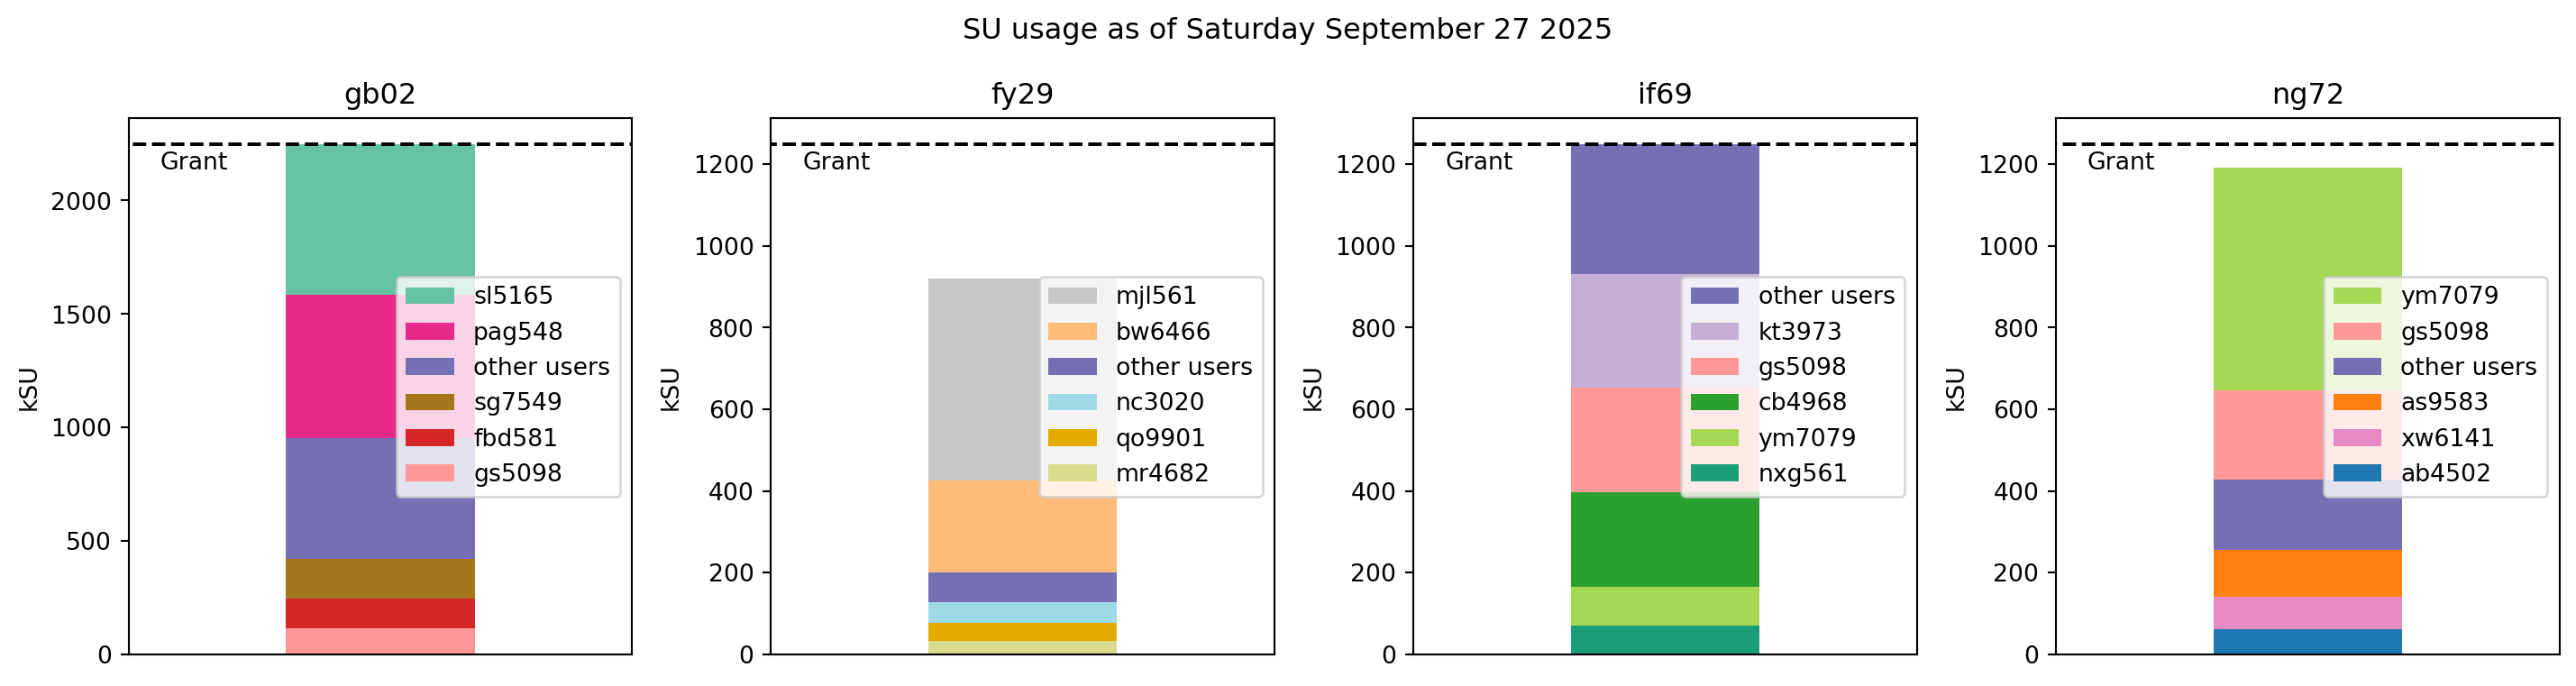 SU usage as of Saturday September 27 2025
gb02
kSU
2000
1500
1000
500
0
Grant
sl5165
pag548
other users
sg7549
fbd581
gs5098
fy29
kSU
1200
1000
800
600
400
200
0
Grant
mjl561
bw6466
other users
nc3020
qo9901
mr4682
if69
kSU
1200
1000
800
600
400
200
0
Grant
other users
kt3973
gs5098
cb4968
ym7079
nxg561
ng72
kSU
1200
1000
800
600
400
200
0
Grant
ym7079
gs5098
other users
as9583
xw6141
ab4502